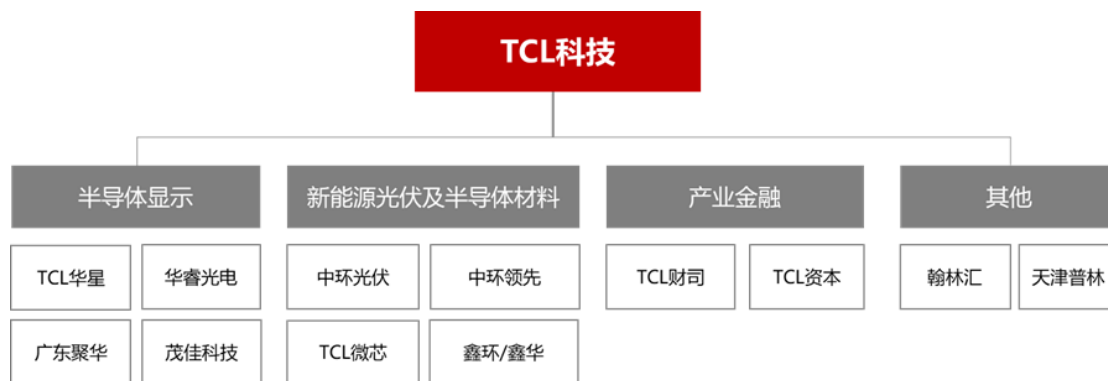 TCL科技
半导体显示
新能源光伏及半导体材料
产业金融
其他
TCL华星
华睿光电
中环光伏
中环领先
TCL财司
TCL资本
翰林汇
天津普林
广东聚华
茂佳科技
TCL微芯
鑫环/鑫华